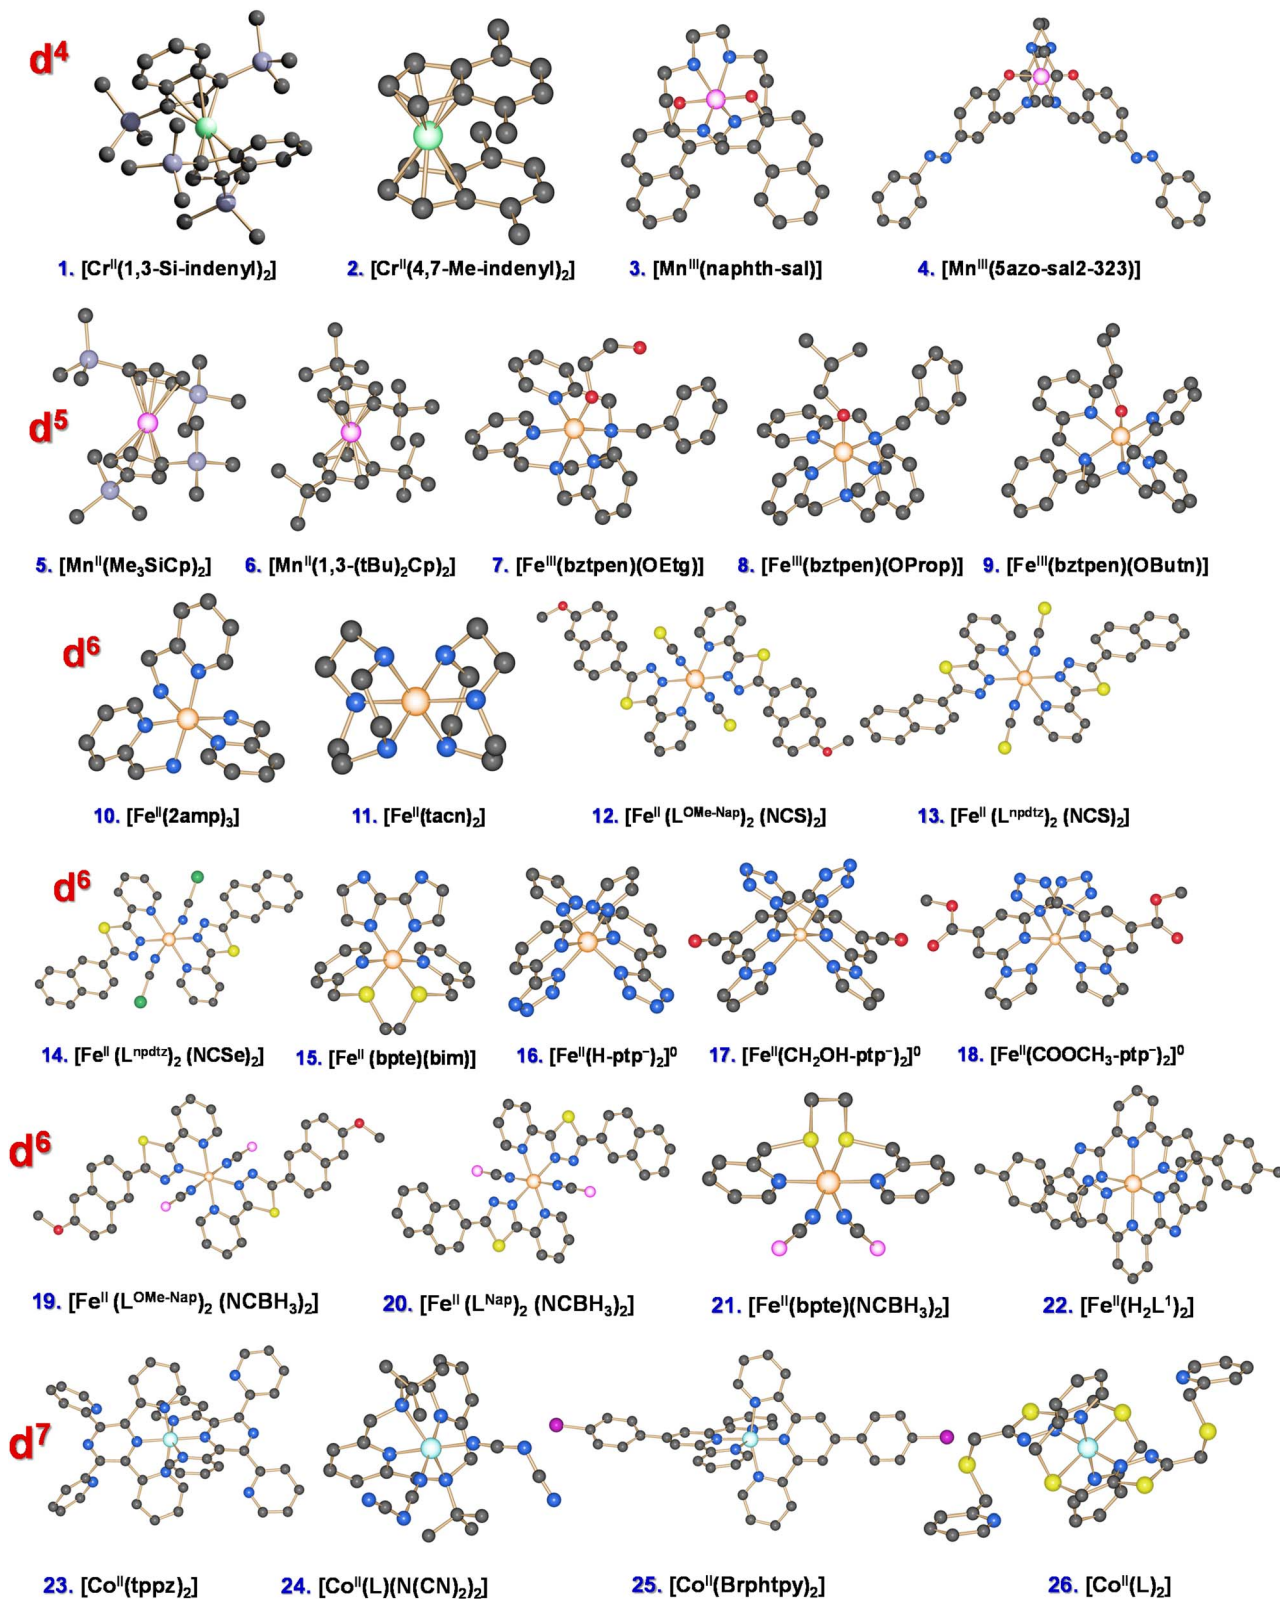 d⁴
1. [Crᴵᴵ(1,3-Si-indenyl)₂] 2. [Crᴵᴵ(4,7-Me-indenyl)₂] 3. [Mnᴵᴵᴵ(naphth-sal)] 4. [Mnᴵᴵᴵ(5azo-sal2-323)]
d⁵
5. [Mnᴵᴵ(Me₃SiCp)₂] 6. [Mnᴵᴵ(1,3-(tBu)₂Cp)₂] 7. [Feᴵᴵᴵ(bztpen)(OEtg)] 8. [Feᴵᴵᴵ(bztpen)(OProp)] 9. [Feᴵᴵᴵ(bztpen)(OButn)]
d⁶
10. [Feᴵᴵ(2amp)₃] 11. [Feᴵᴵ(tacn)₂] 12. [Feᴵᴵ (L^OMe-Nap)₂ (NCS)₂] 13. [Feᴵᴵ (L^npdtz)₂ (NCS)₂]
d⁶
14. [Feᴵᴵ (L^npdtz)₂ (NCSe)₂] 15. [Feᴵᴵ (bpte)(bim)] 16. [Feᴵᴵ(H-ptp⁻)₂]⁰ 17. [Feᴵᴵ(CH₂OH-ptp⁻)₂]⁰ 18. [Feᴵᴵ(COOCH₃-ptp⁻)₂]⁰
d⁶
19. [Feᴵᴵ (L^OMe-Nap)₂ (NCBH₃)₂] 20. [Feᴵᴵ (L^Nap)₂ (NCBH₃)₂] 21. [Feᴵᴵ(bpte)(NCBH₃)₂] 22. [Feᴵᴵ(H₂L¹)₂]
d⁷
23. [Coᴵᴵ(tppz)₂] 24. [Coᴵᴵ(L)(N(CN)₂)₂] 25. [Coᴵᴵ(Brphtpy)₂] 26. [Coᴵᴵ(L)₂]